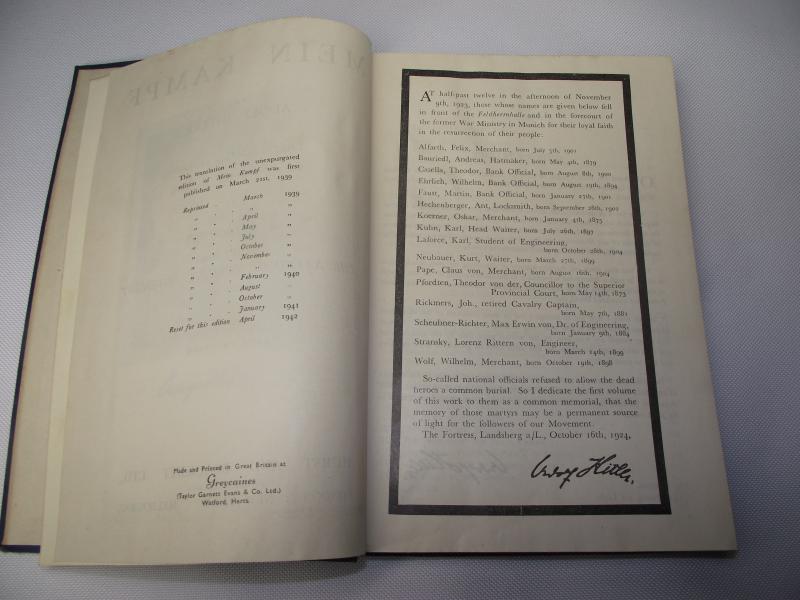 MEIN KAMPF
This translation of the unexpurgated
edition of Mein Kampf was first
published on March 21st, 1939
Reprinted . . March 1939
„ . . „ „
„ . . April „
„ . . May „
„ . . July „
„ . . October „
„ . . November „
„ . . „ „
„ . . February 1940
„ . . August „
„ . . October „
„ . . January 1941
Reset for this edition April 1942
Made and Printed in Great Britain at
Greycaines
(Taylor Garnett Evans & Co. Ltd.)
Watford, Herts.
AT half-past twelve in the afternoon of November
9th, 1923, those whose names are given below fell
in front of the Feldherrnhalle and in the forecourt of
the former War Ministry in Munich for their loyal faith
in the resurrection of their people:
Alfarth, Felix, Merchant, born July 5th, 1901
Bauriedl, Andreas, Hatmaker, born May 4th, 1879
Casella, Theodor, Bank Official, born August 8th, 1900
Ehrlich, Wilhelm, Bank Official, born August 19th, 1894
Faust, Martin, Bank Official, born January 27th, 1901
Hechenberger, Ant, Locksmith, born September 28th, 1902
Koerner, Oskar, Merchant, born January 4th, 1875
Kuhn, Karl, Head Waiter, born July 26th, 1897
Laforce, Karl, Student of Engineering,
born October 28th, 1904
Neubauer, Kurt, Waiter, born March 27th, 1899
Pape, Claus von, Merchant, born August 16th, 1904
Pfordten, Theodor von der, Councillor to the Superior
Provincial Court, born May 14th, 1873
Rickmers, Joh., retired Cavalry Captain,
born May 7th, 1881
Scheubner-Richter, Max Erwin von, Dr. of Engineering,
born January 9th, 1884
Stransky, Lorenz Rittern von, Engineer,
born March 14th, 1899
Wolf, Wilhelm, Merchant, born October 19th, 1898
So-called national officials refused to allow the dead
heroes a common burial. So I dedicate the first volume
of this work to them as a common memorial, that the
memory of those martyrs may be a permanent source
of light for the followers of our Movement.
The Fortress, Landsberg a/L., October 16th, 1924,
Adolf Hitler.